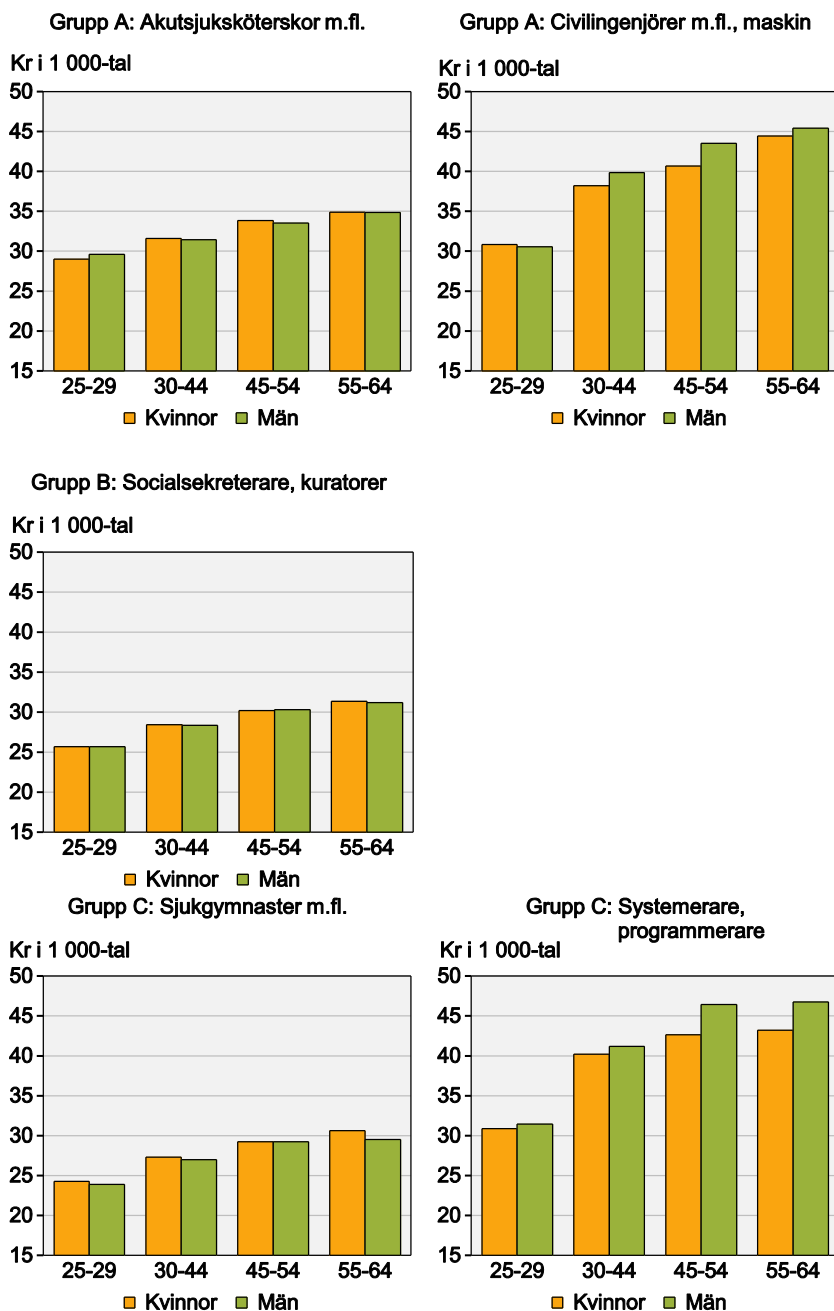 Grupp A: Akutsjuksköterskor m.fl.
Kr i 1 000-tal
50
45
40
35
30
25
20
15
25-29 30-44 45-54 55-64
Kvinnor Män
Grupp A: Civilingenjörer m.fl., maskin
Kr i 1 000-tal
50
45
40
35
30
25
20
15
25-29 30-44 45-54 55-64
Kvinnor Män
Grupp B: Socialsekreterare, kuratorer
Kr i 1 000-tal
50
45
40
35
30
25
20
15
25-29 30-44 45-54 55-64
Kvinnor Män
Grupp C: Sjukgymnaster m.fl.
Kr i 1 000-tal
50
45
40
35
30
25
20
15
25-29 30-44 45-54 55-64
Kvinnor Män
Grupp C: Systemerare,
programmerare
Kr i 1 000-tal
50
45
40
35
30
25
20
15
25-29 30-44 45-54 55-64
Kvinnor Män